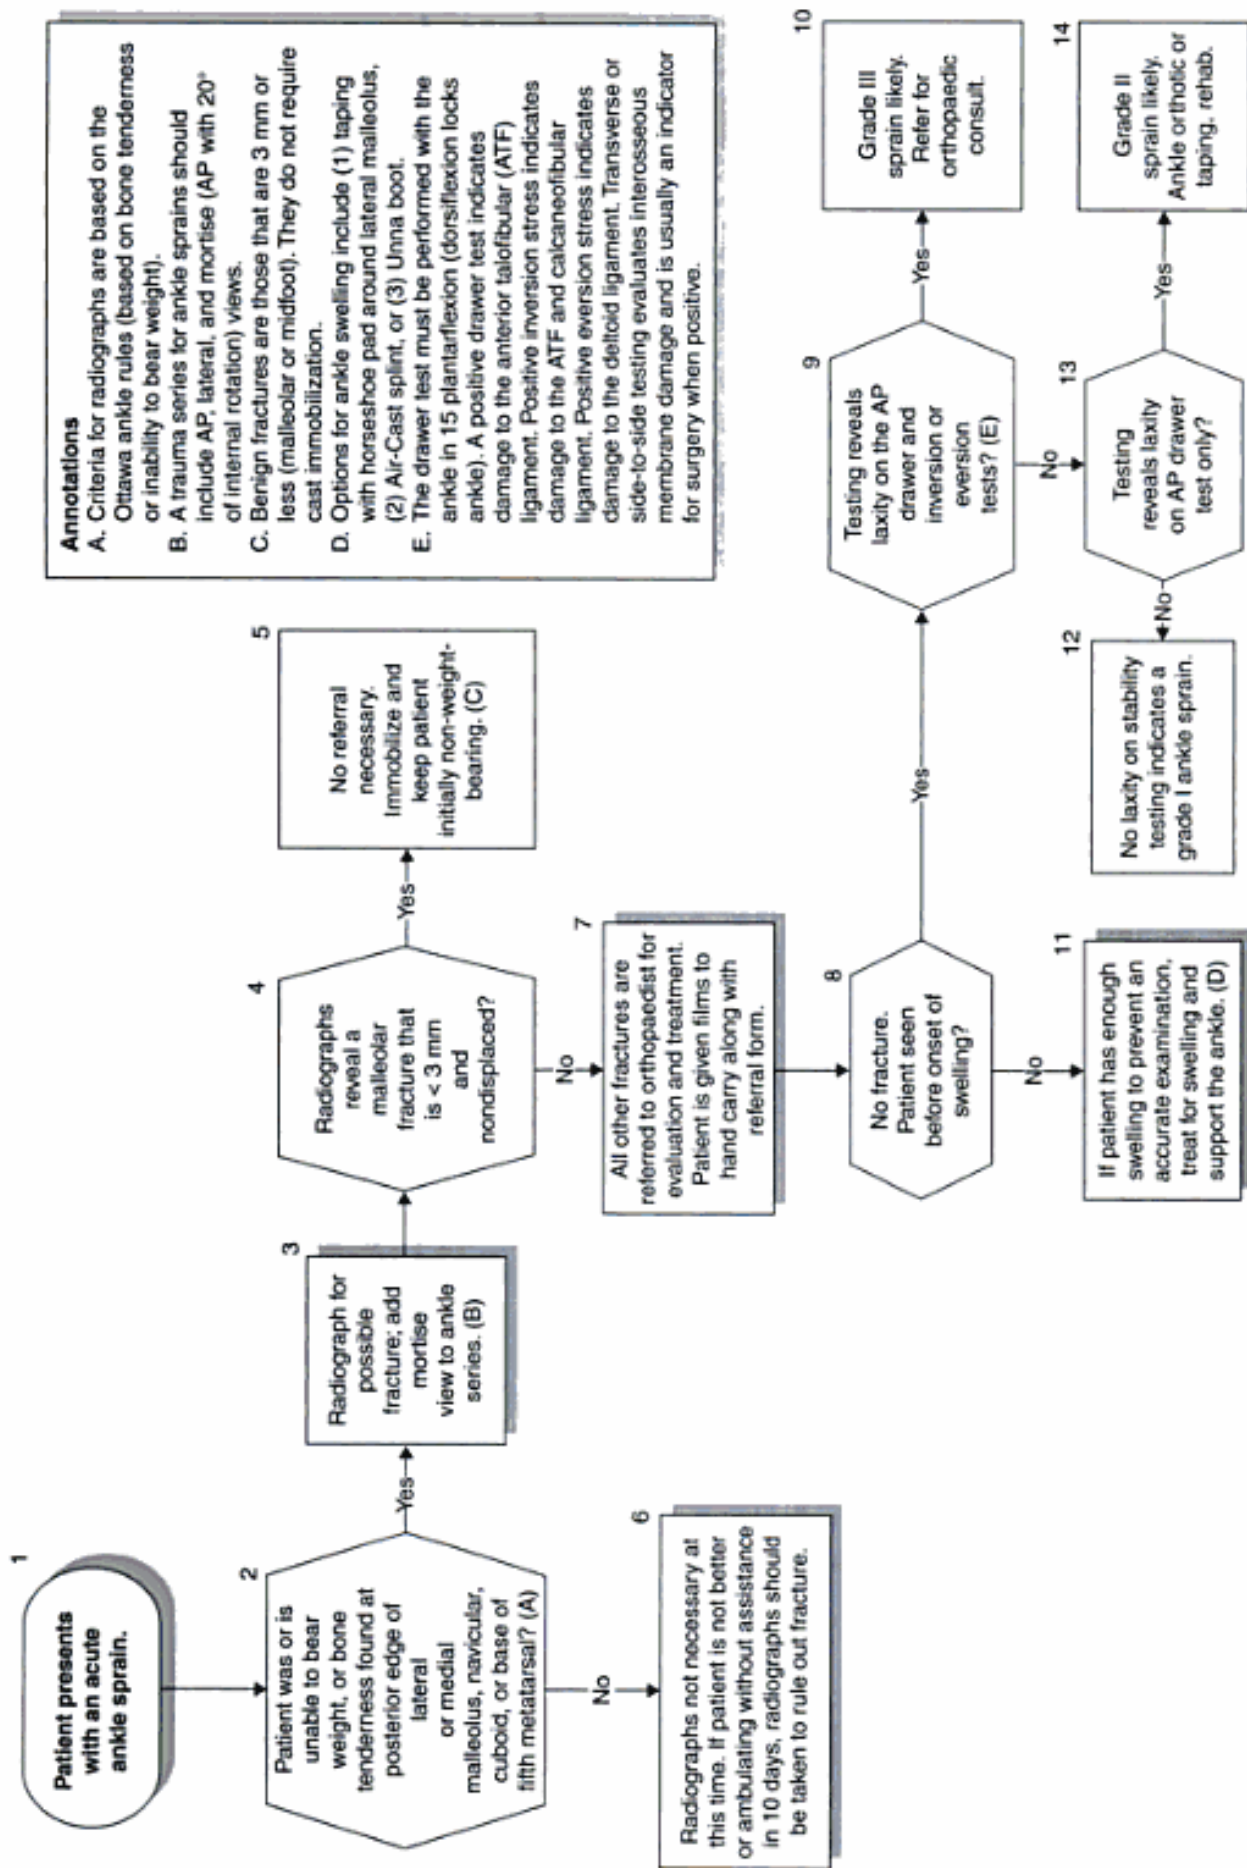 1
Patient presents
with an acute
ankle sprain.
2
Patient was or is
unable to bear
weight, or bone
tenderness found at
posterior edge of
lateral
or medial
malleolus, navicular,
cuboid, or base of
fifth metatarsal? (A)
Yes
No
3
Radiograph for
possible
fracture; add
mortise
view to ankle
series. (B)
4
Radiographs
reveal a
malleolar
fracture that
is < 3 mm
and
nondisplaced?
Yes
No
5
No referral
necessary.
Immobilize and
keep patient
initially non-weight-
bearing. (C)
6
Radiographs not necessary at
this time. If patient is not better
or ambulating without assistance
in 10 days, radiographs should
be taken to rule out fracture.
7
All other fractures are
referred to orthopaedist for
evaluation and treatment.
Patient is given films to
hand carry along with
referral form.
8
No fracture.
Patient seen
before onset of
swelling?
Yes
No
9
Testing reveals
laxity on the AP
drawer and
inversion or
eversion
tests? (E)
Yes
No
10
Grade III
sprain likely.
Refer for
orthopaedic
consult.
11
If patient has enough
swelling to prevent an
accurate examination,
treat for swelling and
support the ankle. (D)
12
No laxity on stability
testing indicates a
grade I ankle sprain.
13
Testing
reveals laxity
on AP drawer
test only?
No
Yes
14
Grade II
sprain likely.
Ankle orthotic or
taping. rehab.
Annotations
A. Criteria for radiographs are based on the
Ottawa ankle rules (based on bone tenderness
or inability to bear weight).
B. A trauma series for ankle sprains should
include AP, lateral, and mortise (AP with 20°
of internal rotation) views.
C. Benign fractures are those that are 3 mm or
less (malleolar or midfoot). They do not require
cast immobilization.
D. Options for ankle swelling include (1) taping
with horseshoe pad around lateral malleolus,
(2) Air-Cast splint, or (3) Unna boot.
E. The drawer test must be performed with the
ankle in 15 plantarflexion (dorsiflexion locks
ankle). A positive drawer test indicates
damage to the anterior talofibular (ATF)
ligament. Positive inversion stress indicates
damage to the ATF and calcaneofibular
ligament. Positive eversion stress indicates
damage to the deltoid ligament. Transverse or
side-to-side testing evaluates interosseous
membrane damage and is usually an indicator
for surgery when positive.